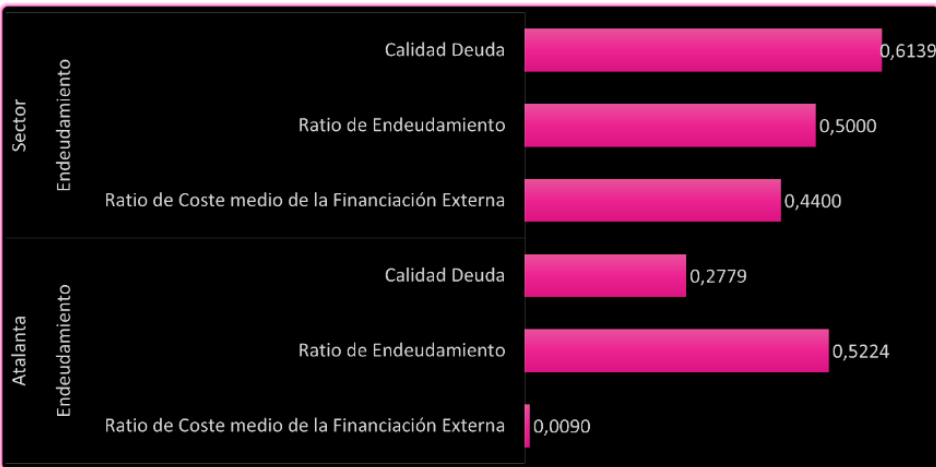 Sector
Endeudamiento
Calidad Deuda
0,6139
Ratio de Endeudamiento
0,5000
Ratio de Coste medio de la Financiación Externa
0,4400
Atalanta
Endeudamiento
Calidad Deuda
0,2779
Ratio de Endeudamiento
0,5224
Ratio de Coste medio de la Financiación Externa
0,0090